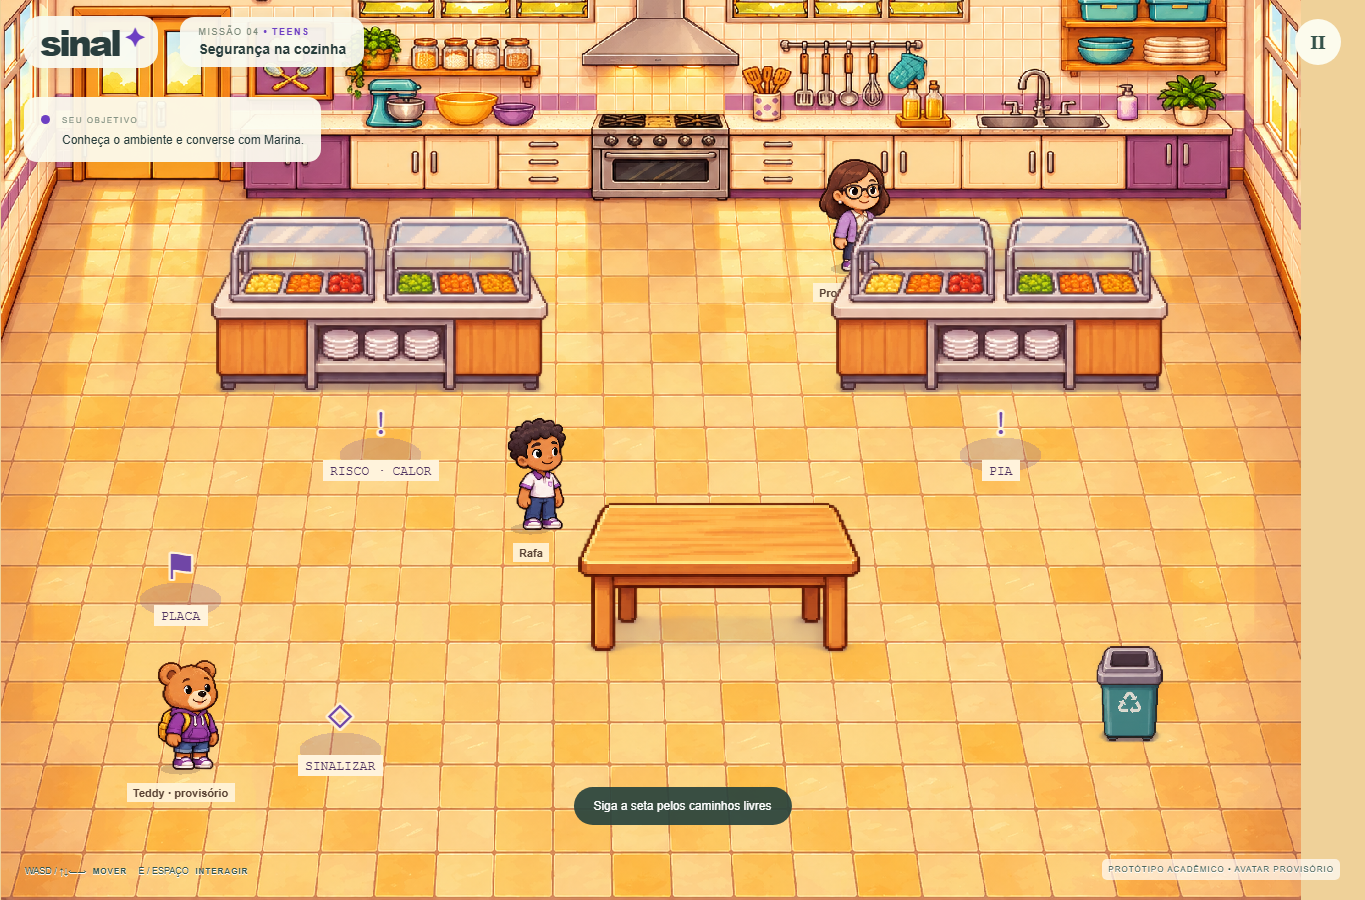 sinal
MISSÃO 04 • TEENS
Segurança na cozinha
II
SEU OBJETIVO
Conheça o ambiente e converse com Marina.
Pro
RISCO · CALOR
PIA
Rafa
PLACA
SINALIZAR
Teddy · provisório
Siga a seta pelos caminhos livres
WASD / MOVER E / ESPAÇO INTERAGIR
PROTÓTIPO ACADÊMICO • AVATAR PROVISÓRIO